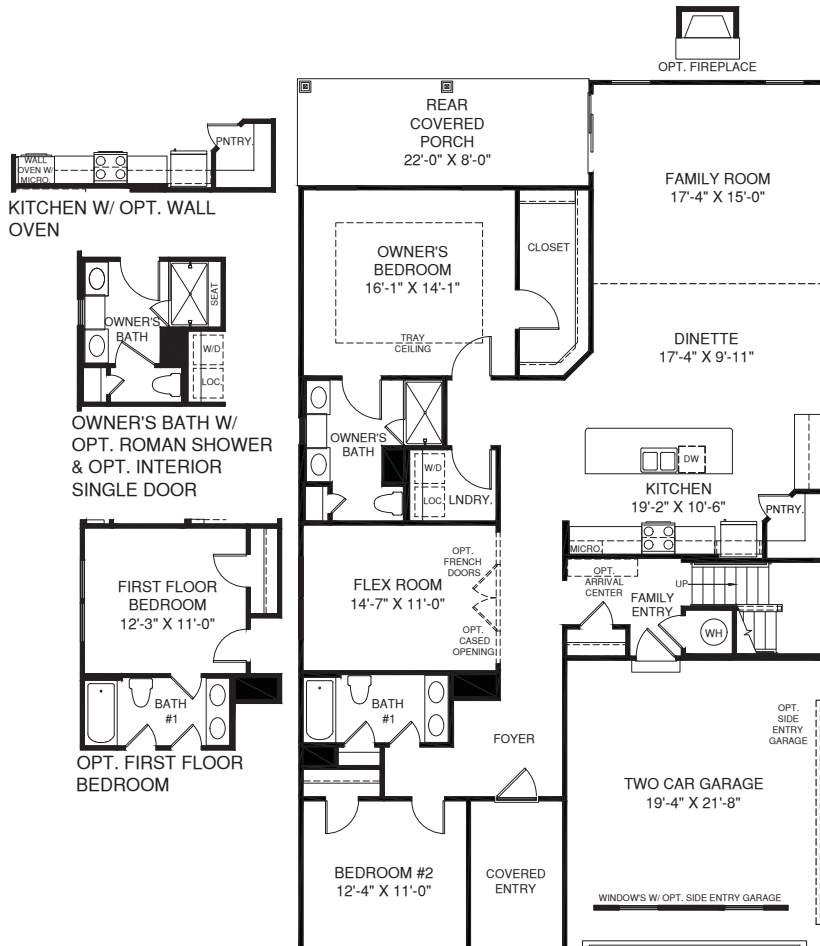 OPT. FIREPLACE
REAR
COVERED
PORCH
22'-0" X 8'-0"
FAMILY ROOM
17'-4" X 15'-0"
PNTRY.
WALL
OVEN W/
MICRO.
KITCHEN W/ OPT. WALL
OVEN
OWNER'S
BEDROOM
16'-1" X 14'-1"
TRAY
CEILING
CLOSET
DINETTE
17'-4" X 9'-11"
OWNER'S
BATH
SEAT
W/D
LOC.
OWNER'S BATH W/
OPT. ROMAN SHOWER
& OPT. INTERIOR
SINGLE DOOR
OWNER'S
BATH
W/D
LOC.
LNDRY.
DW
KITCHEN
19'-2" X 10'-6"
PNTRY.
MICRO.
FIRST FLOOR
BEDROOM
12'-3" X 11'-0"
BATH
#1
OPT. FIRST FLOOR
BEDROOM
FLEX ROOM
14'-7" X 11'-0"
OPT.
FRENCH
DOORS
OPT.
CASED
OPENING
OPT.
ARRIVAL
CENTER
FAMILY
ENTRY
UP
WH
BATH
#1
FOYER
OPT.
SIDE
ENTRY
GARAGE
TWO CAR GARAGE
19'-4" X 21'-8"
BEDROOM #2
12'-4" X 11'-0"
COVERED
ENTRY
WINDOW'S W/ OPT. SIDE ENTRY GARAGE